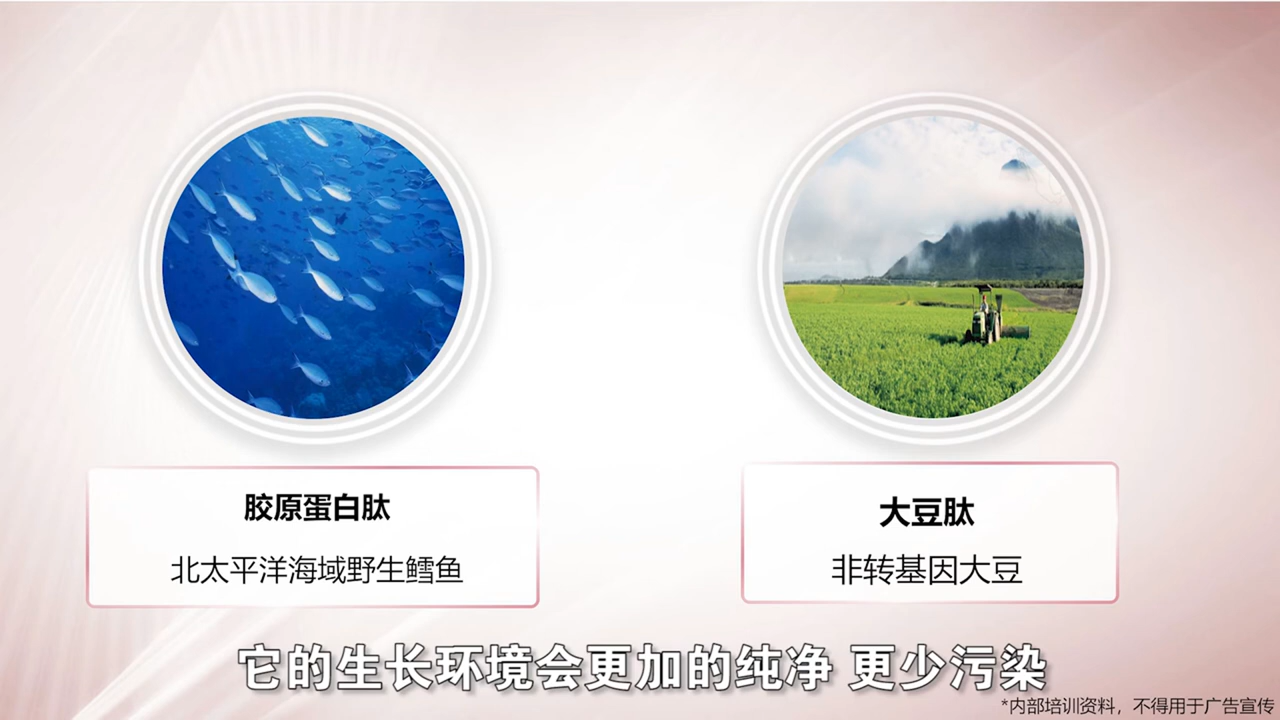 胶原蛋白肽
北太平洋海域野生鳕鱼
大豆肽
非转基因大豆
它的生长环境会更加的纯净 更少污染
*内部培训资料，不得用于广告宣传